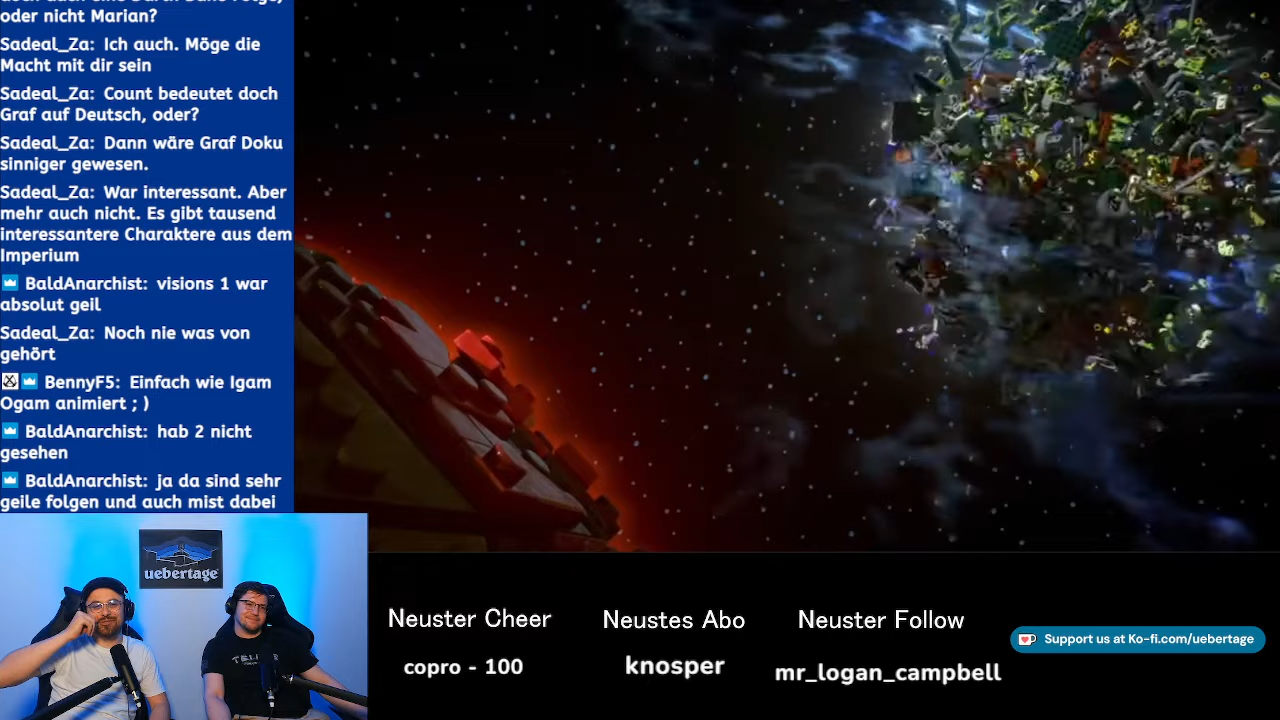 oder nicht Marian?
Sadeal_Za: Ich auch. Möge die
Macht mit dir sein
Sadeal_Za: Count bedeutet doch
Graf auf Deutsch, oder?
Sadeal_Za: Dann wäre Graf Doku
sinniger gewesen.
Sadeal_Za: War interessant. Aber
mehr auch nicht. Es gibt tausend
interessantere Charaktere aus dem
Imperium
BaldAnarchist: visions 1 war
absolut geil
Sadeal_Za: Noch nie was von
gehört
BennyF5: Einfach wie Igam
Ogam animiert ; )
BaldAnarchist: hab 2 nicht
gesehen
BaldAnarchist: ja da sind sehr
geile folgen und auch mist dabei
uebertage
Neuster Cheer
copro - 100
Neustes Abo
knosper
Neuster Follow
mr_logan_campbell
Support us at Ko-fi.com/uebertage